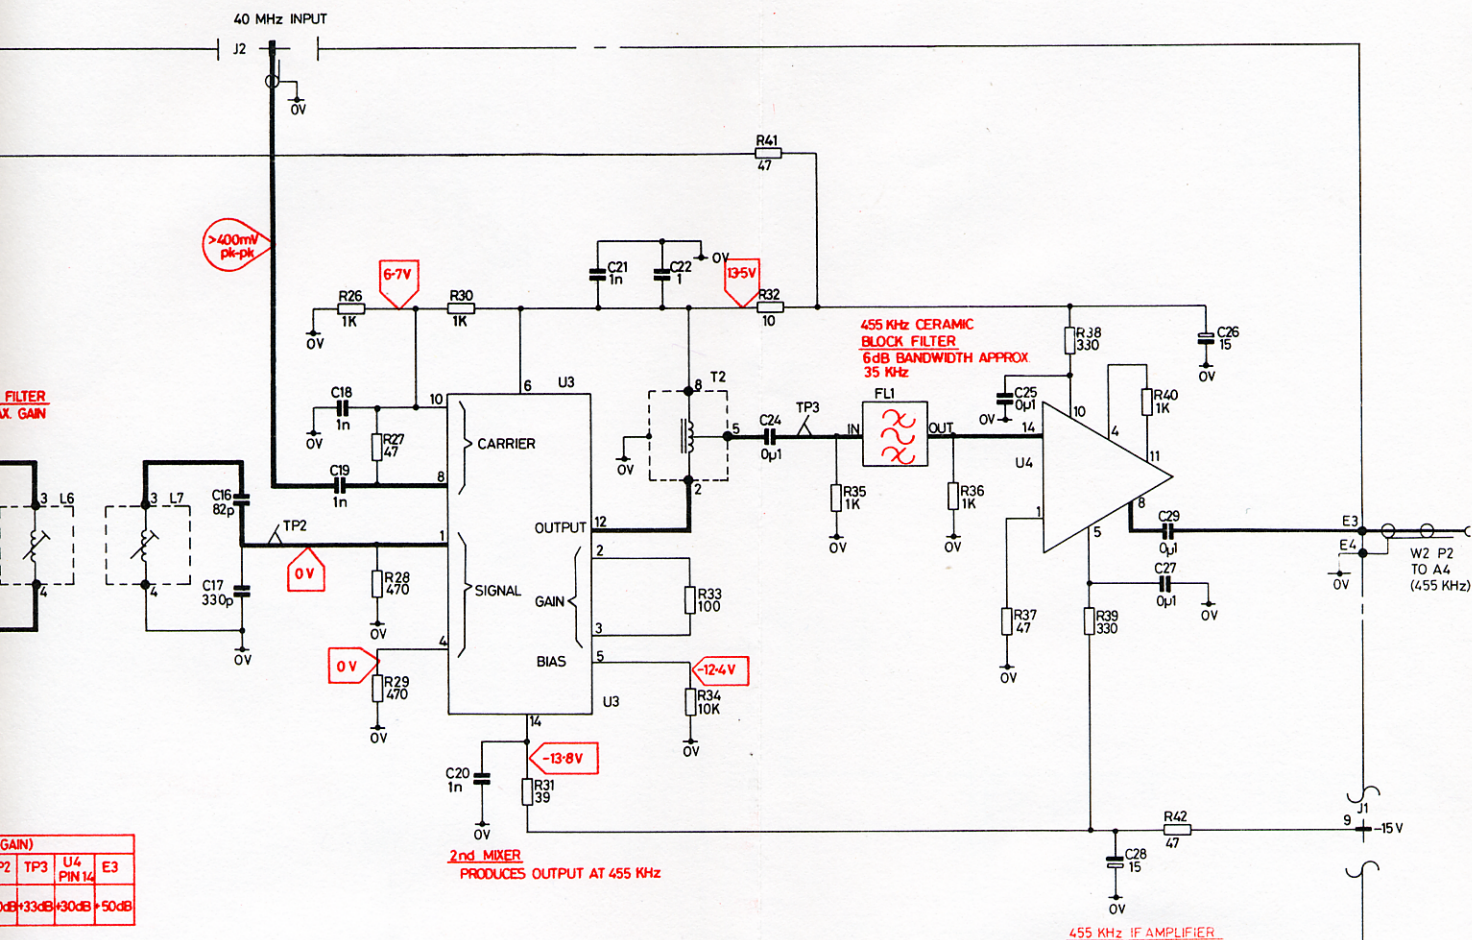 40 MHz INPUT
J2
0V
R41
47
>400mV
pk-pk
6·7V
R26
1K
R30
1K
0V
C21
1n
C22
1
0V
13·5V
R32
10
455 KHz CERAMIC
BLOCK FILTER
6dB BANDWIDTH APPROX.
35 KHz
R38
330
C26
15
0V
FILTER
AX. GAIN
C18
1n
0V
10
R27
47
C19
1n
8
6
U3
CARRIER
8
T2
5
0V
2
C24
0µ1
TP3
FL1
IN
OUT
C25
0µ1
0V
10
14
U4
4
R40
1K
11
R35
1K
0V
R36
1K
0V
1
8
5
C29
0µ1
E3
E4
0V
W2 P2
TO A4
(455 KHz)
3 L6
4
3 L7
4
C16
82p
TP2
0V
C17
330p
0V
1
R28
470
0V
4
0V
R29
470
0V
SIGNAL
OUTPUT
12
2
GAIN
R33
100
3
BIAS
5
-12·4V
R34
10K
0V
U3
14
C20
1n
0V
-13·8V
R31
39
C27
0µ1
0V
R37
47
0V
R39
330
R42
47
J1
9
-15V
C28
15
0V
2nd MIXER
PRODUCES OUTPUT AT 455 KHz
GAIN)
P2 TP3 U4 PIN 14 E3
0dB +33dB +30dB +50dB
455 KHz IF AMPLIFIER